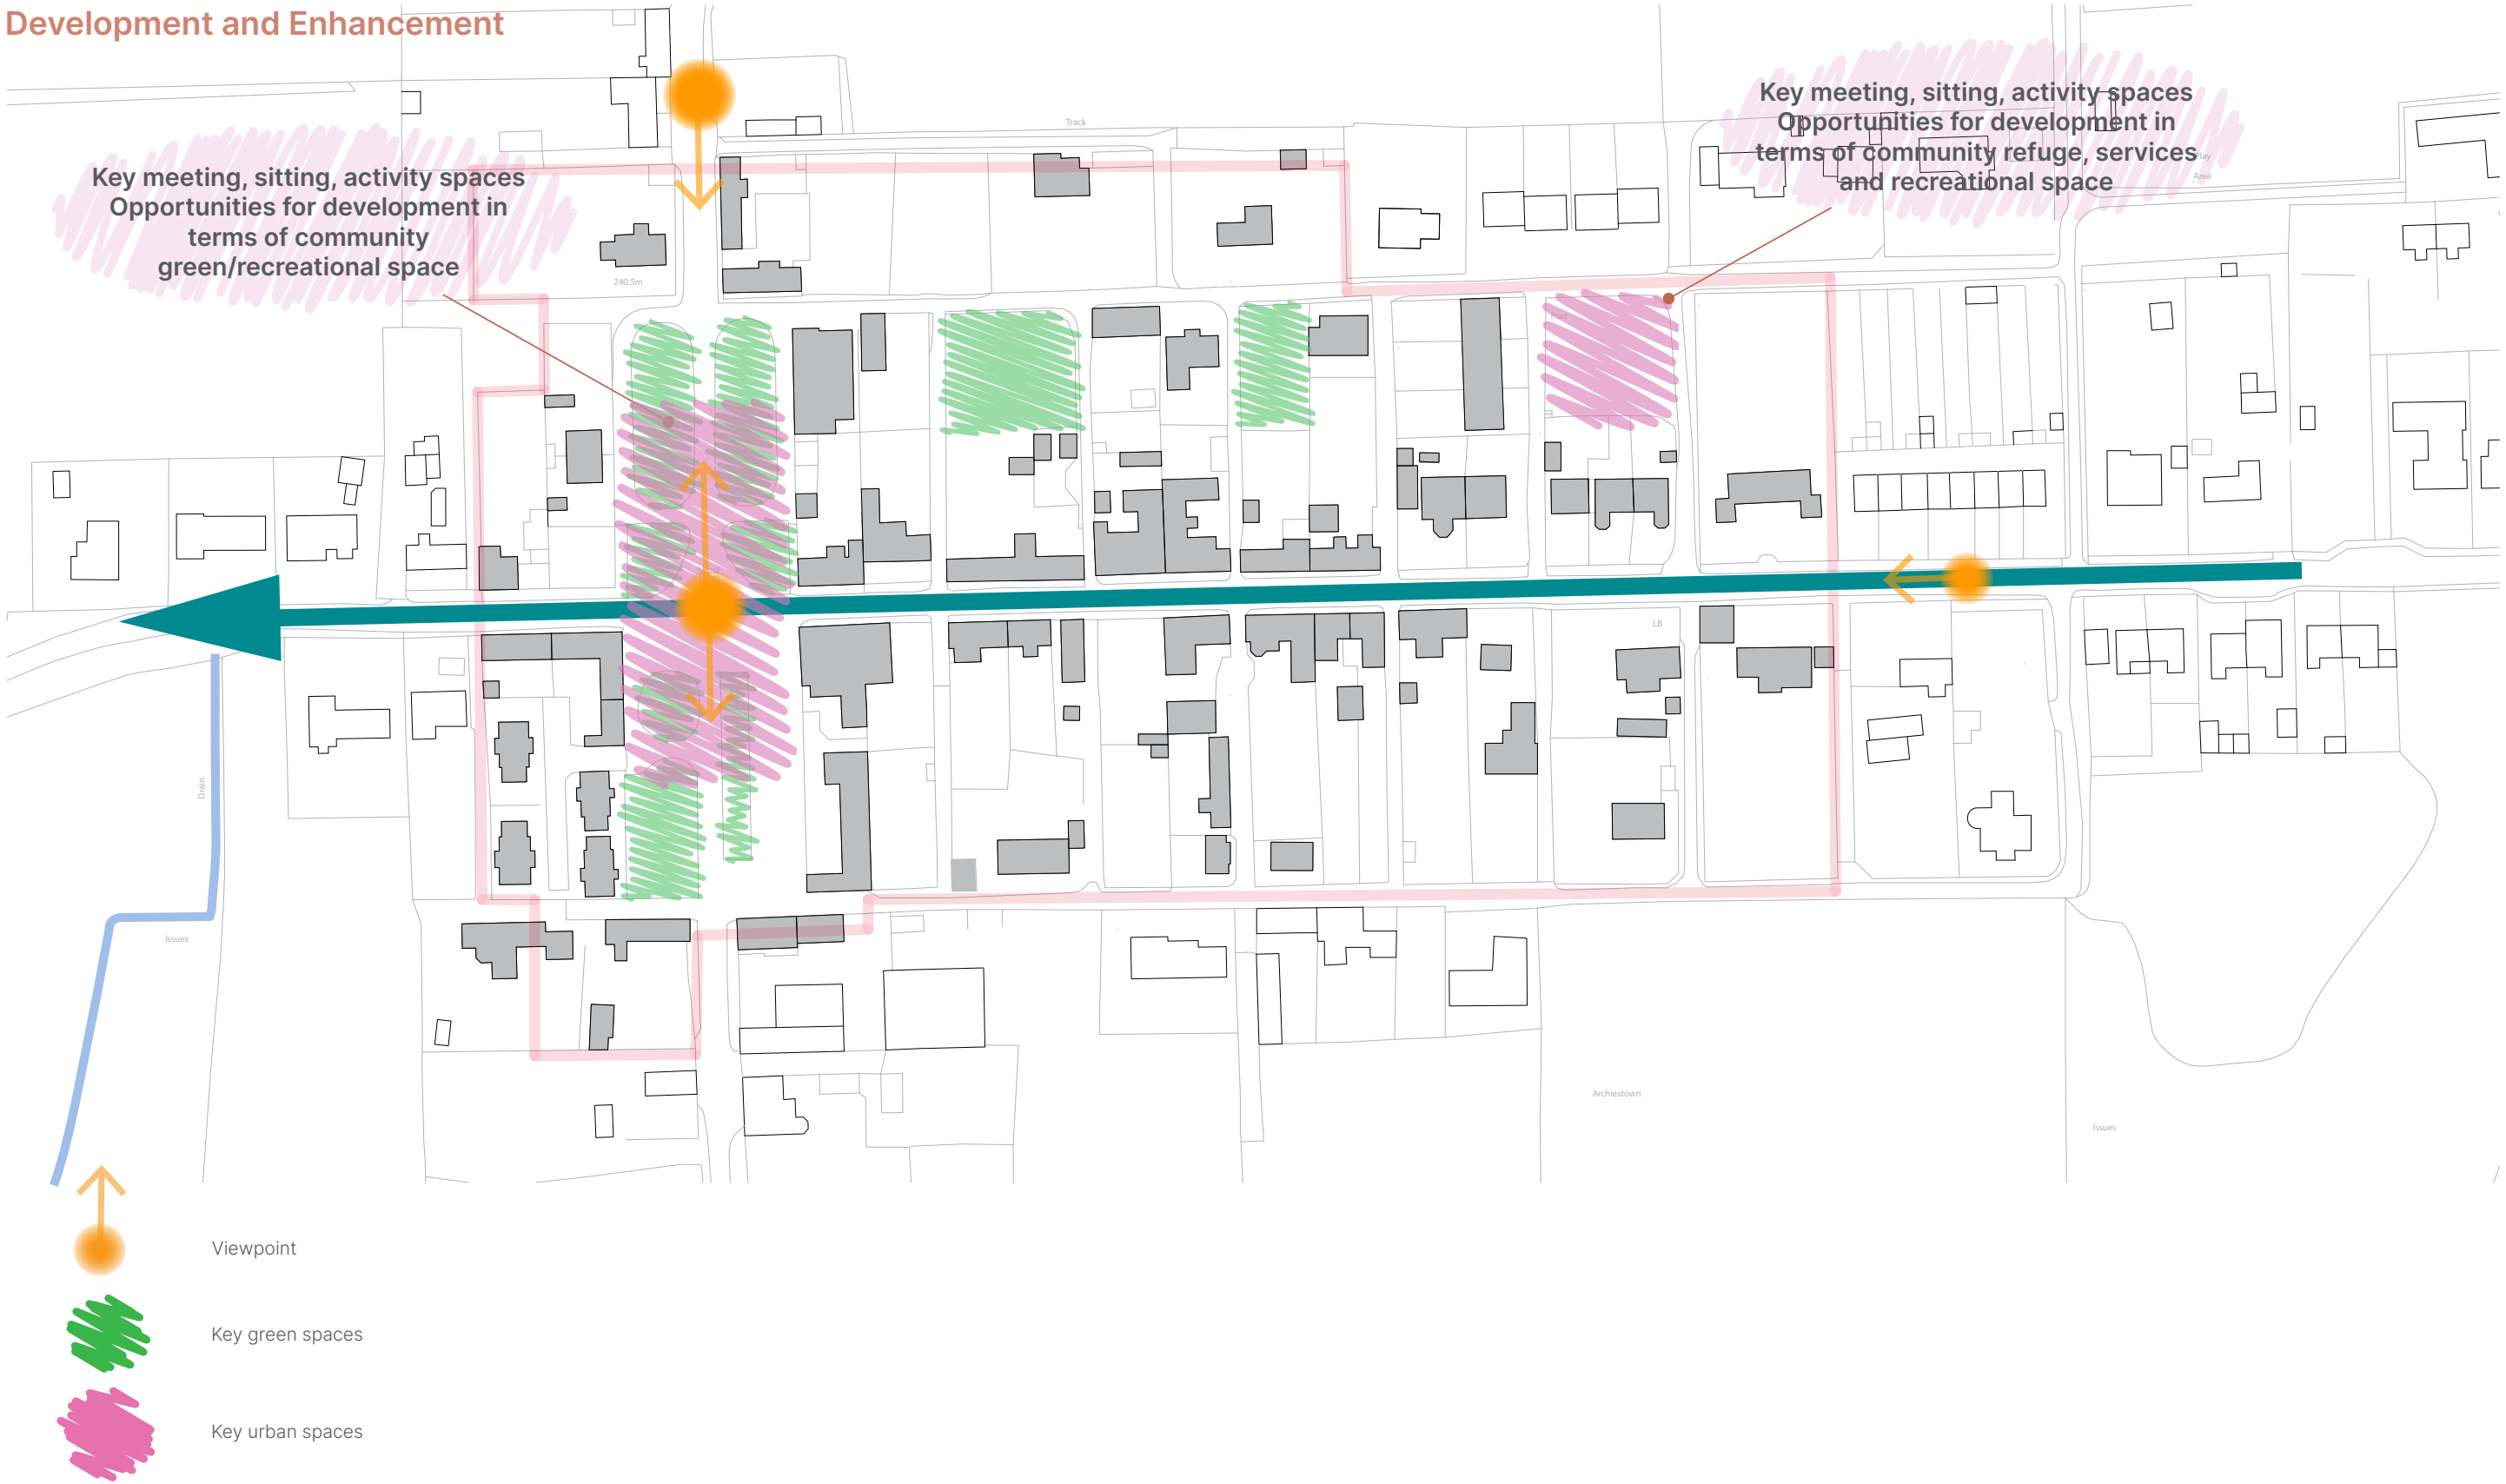 Development and Enhancement
Key meeting, sitting, activity spaces
Opportunities for development in
terms of community refuge, services
and recreational space
Track
Play
Area
Key meeting, sitting, activity spaces
Opportunities for development in
terms of community
green/recreational space
240.5m
LB
Drain
Issues
Archiestown
Issues
Viewpoint
Key green spaces
Key urban spaces